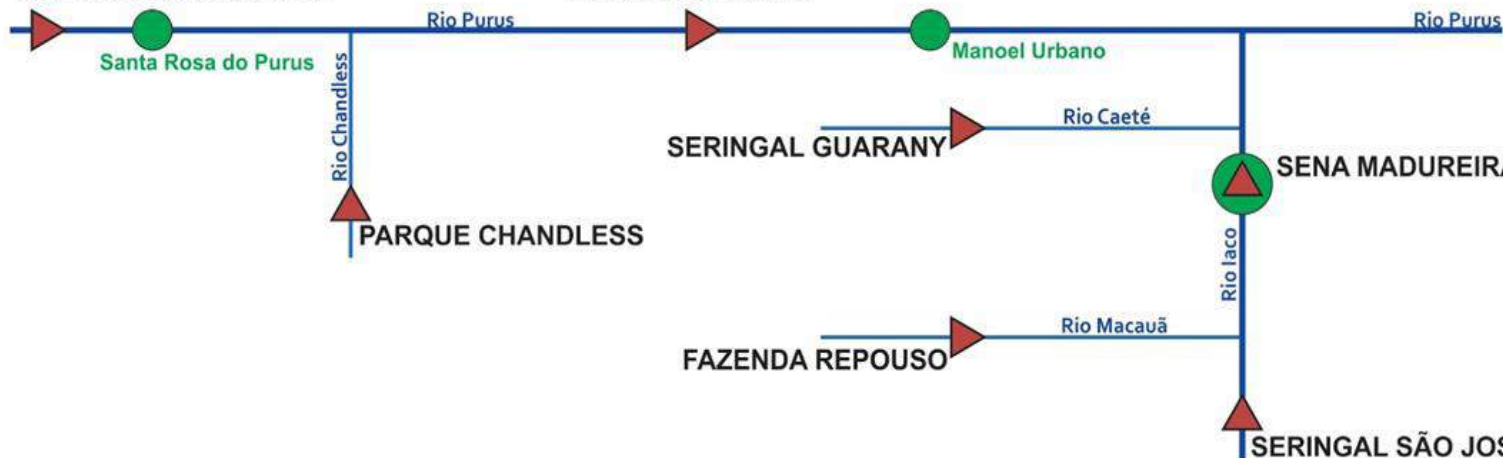 Rio Purus
Rio Purus
Santa Rosa do Purus
Manoel Urbano
Rio Chandless
Rio Caeté
SERINGAL GUARANY
SENA MADUREIRA
PARQUE CHANDLESS
Rio Iaco
Rio Macauã
FAZENDA REPOUSO
SERINGAL SÃO JOS